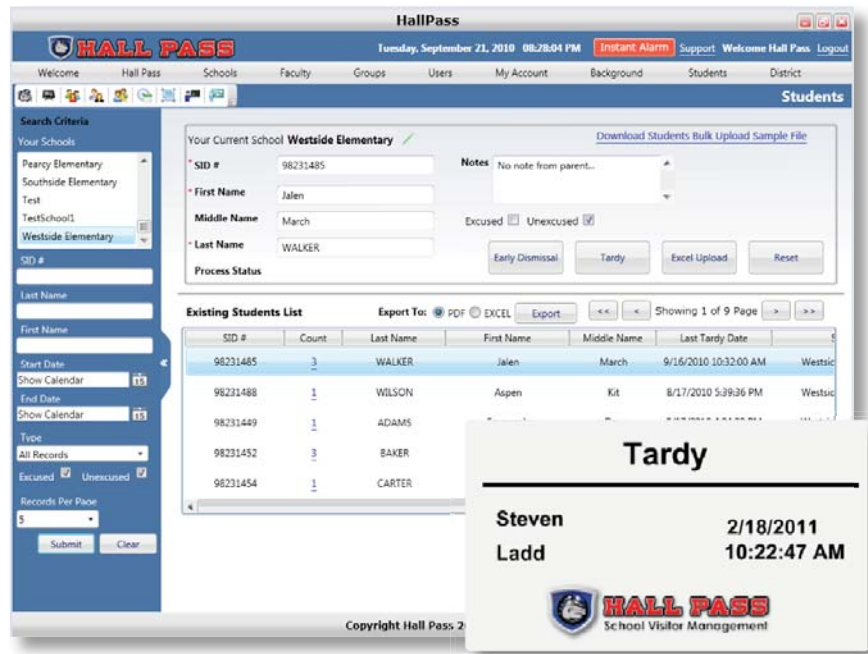 HallPass
HALL PASS
Tuesday, September 21, 2010 08:28:04 PM Instant Alarm Support Welcome Hall Pass Logout
Welcome Hall Pass Schools Faculty Groups Users My Account Background Students District
Students
Search Criteria
Your Schools
Pearcy Elementary
Southside Elementary
Test
TestSchool1
Westside Elementary
SID #
Last Name
First Name
Start Date
Show Calendar 15
End Date
Show Calendar 15
Type
All Records
Excused Unexcused
Records Per Page
5
Submit Clear
Your Current School Westside Elementary
Download Students Bulk Upload Sample File
* SID # 98231485
Notes No note from parent...
* First Name Jalen
Middle Name March
Excused Unexcused
* Last Name WALKER
Early Dismissal Tardy Excel Upload Reset
Process Status
Existing Students List Export To: PDF EXCEL Export << < Showing 1 of 9 Page > >>
SID # Count Last Name First Name Middle Name Last Tardy Date S
98231485 3 WALKER Jalen March 9/16/2010 10:32:00 AM Westsic
98231488 1 WILSON Aspen Kit 8/17/2010 5:39:36 PM Westsic
98231449 1 ADAMS
98231452 3 BAKER
98231454 1 CARTER
Copyright Hall Pass 2
Tardy
Steven
Ladd
2/18/2011
10:22:47 AM
HALL PASS
School Visitor Management